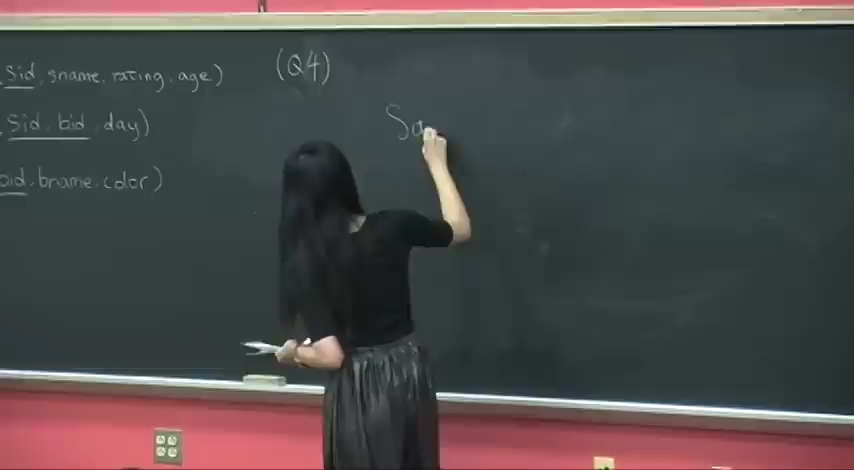 sid, sname, rating, age)
(Q4)
Sa
sid, bid, day)
bid, bname, color)